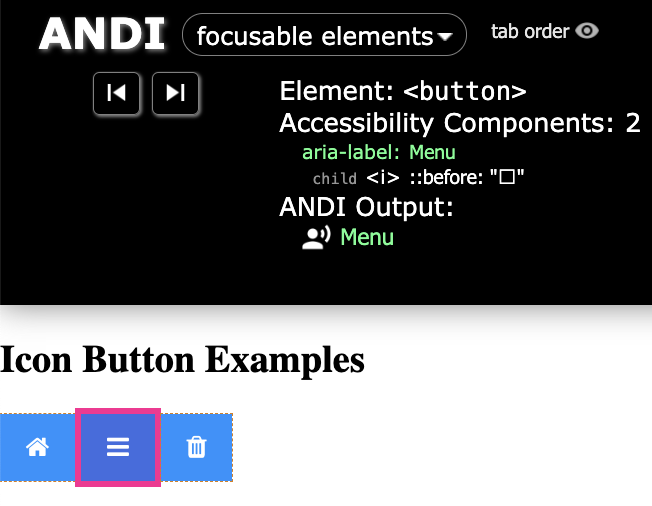 ANDI focusable elements tab order
Element: <button>
Accessibility Components: 2
aria-label: Menu
child <i> ::before: "☐"
ANDI Output:
Menu
Icon Button Examples